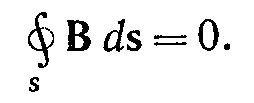 ∮ B ds = 0.
s